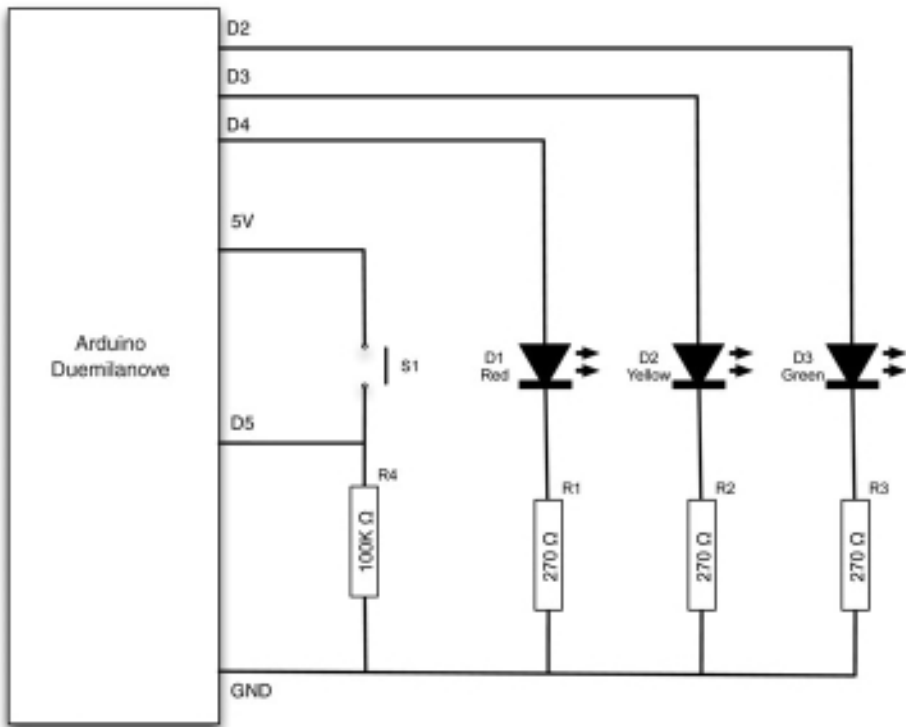 D2
D3
D4
5V
Arduino
Duemilanove
S1
D1
Red
D2
Yellow
D3
Green
D5
R4
100K Ω
R1
270 Ω
R2
270 Ω
R3
270 Ω
GND